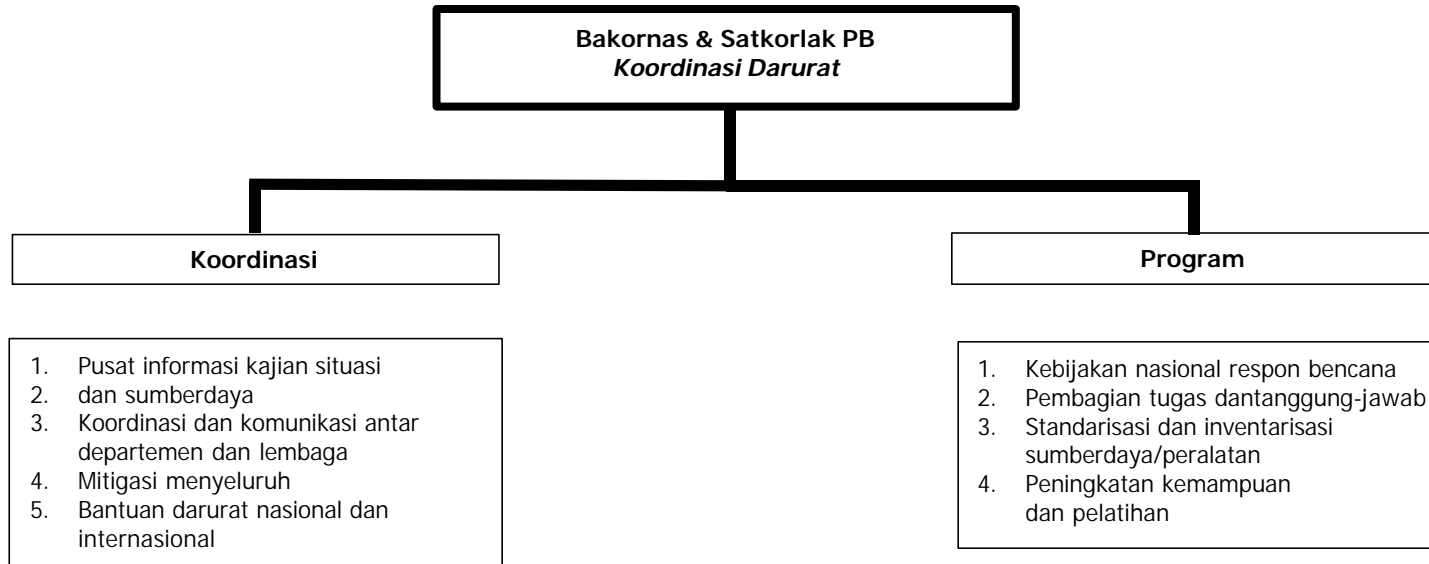 Bakornas & Satkorlak PB
Koordinasi Darurat
Koordinasi
1. Pusat informasi kajian situasi
2. dan sumberdaya
3. Koordinasi dan komunikasi antar
departemen dan lembaga
4. Mitigasi menyeluruh
5. Bantuan darurat nasional dan
internasional
Program
1. Kebijakan nasional respon bencana
2. Pembagian tugas dantanggung-jawab
3. Standarisasi dan inventarisasi
sumberdaya/peralatan
4. Peningkatan kemampuan
dan pelatihan